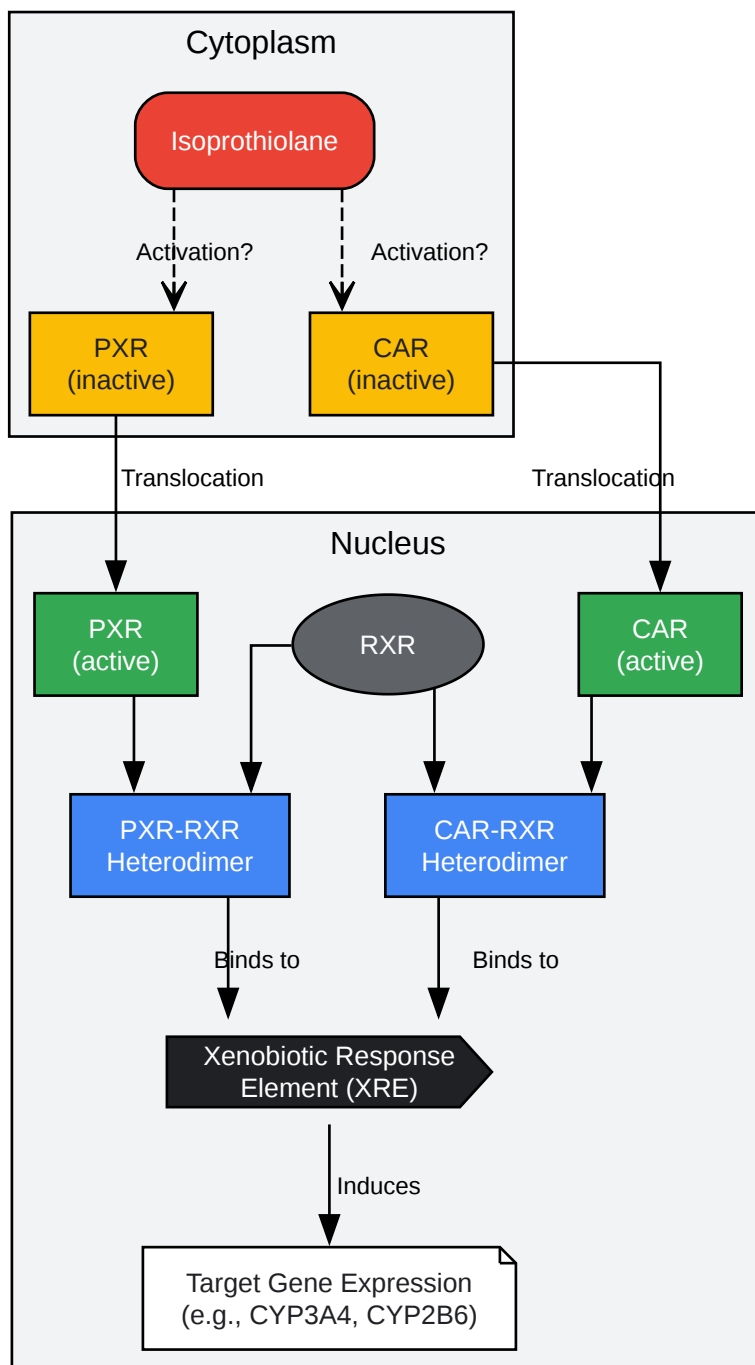 Cytoplasm
Isoprothiolane
Activation?
Activation?
PXR
(inactive)
CAR
(inactive)
Translocation
Translocation
Nucleus
PXR
(active)
RXR
CAR
(active)
PXR-RXR
Heterodimer
CAR-RXR
Heterodimer
Binds to
Binds to
Xenobiotic Response
Element (XRE)
Induces
Target Gene Expression
(e.g., CYP3A4, CYP2B6)